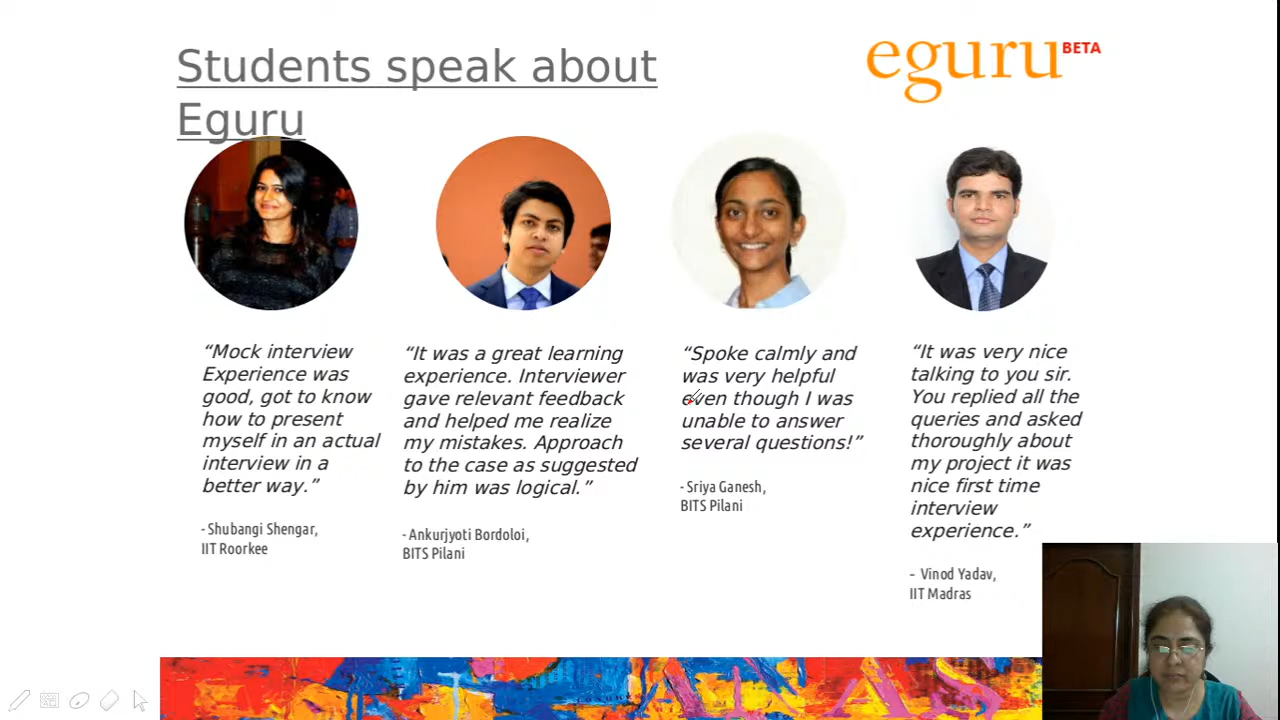 Students speak about
Eguru
eguru BETA
“Mock interview
Experience was
good, got to know
how to present
myself in an actual
interview in a
better way.”
- Shubangi Shengar,
IIT Roorkee
“It was a great learning
experience. Interviewer
gave relevant feedback
and helped me realize
my mistakes. Approach
to the case as suggested
by him was logical.”
- Ankurjyoti Bordoloi,
BITS Pilani
“Spoke calmly and
was very helpful
even though I was
unable to answer
several questions!”
- Sriya Ganesh,
BITS Pilani
“It was very nice
talking to you sir.
You replied all the
queries and asked
thoroughly about
my project it was
nice first time
interview
experience.”
– Vinod Yadav,
IIT Madras